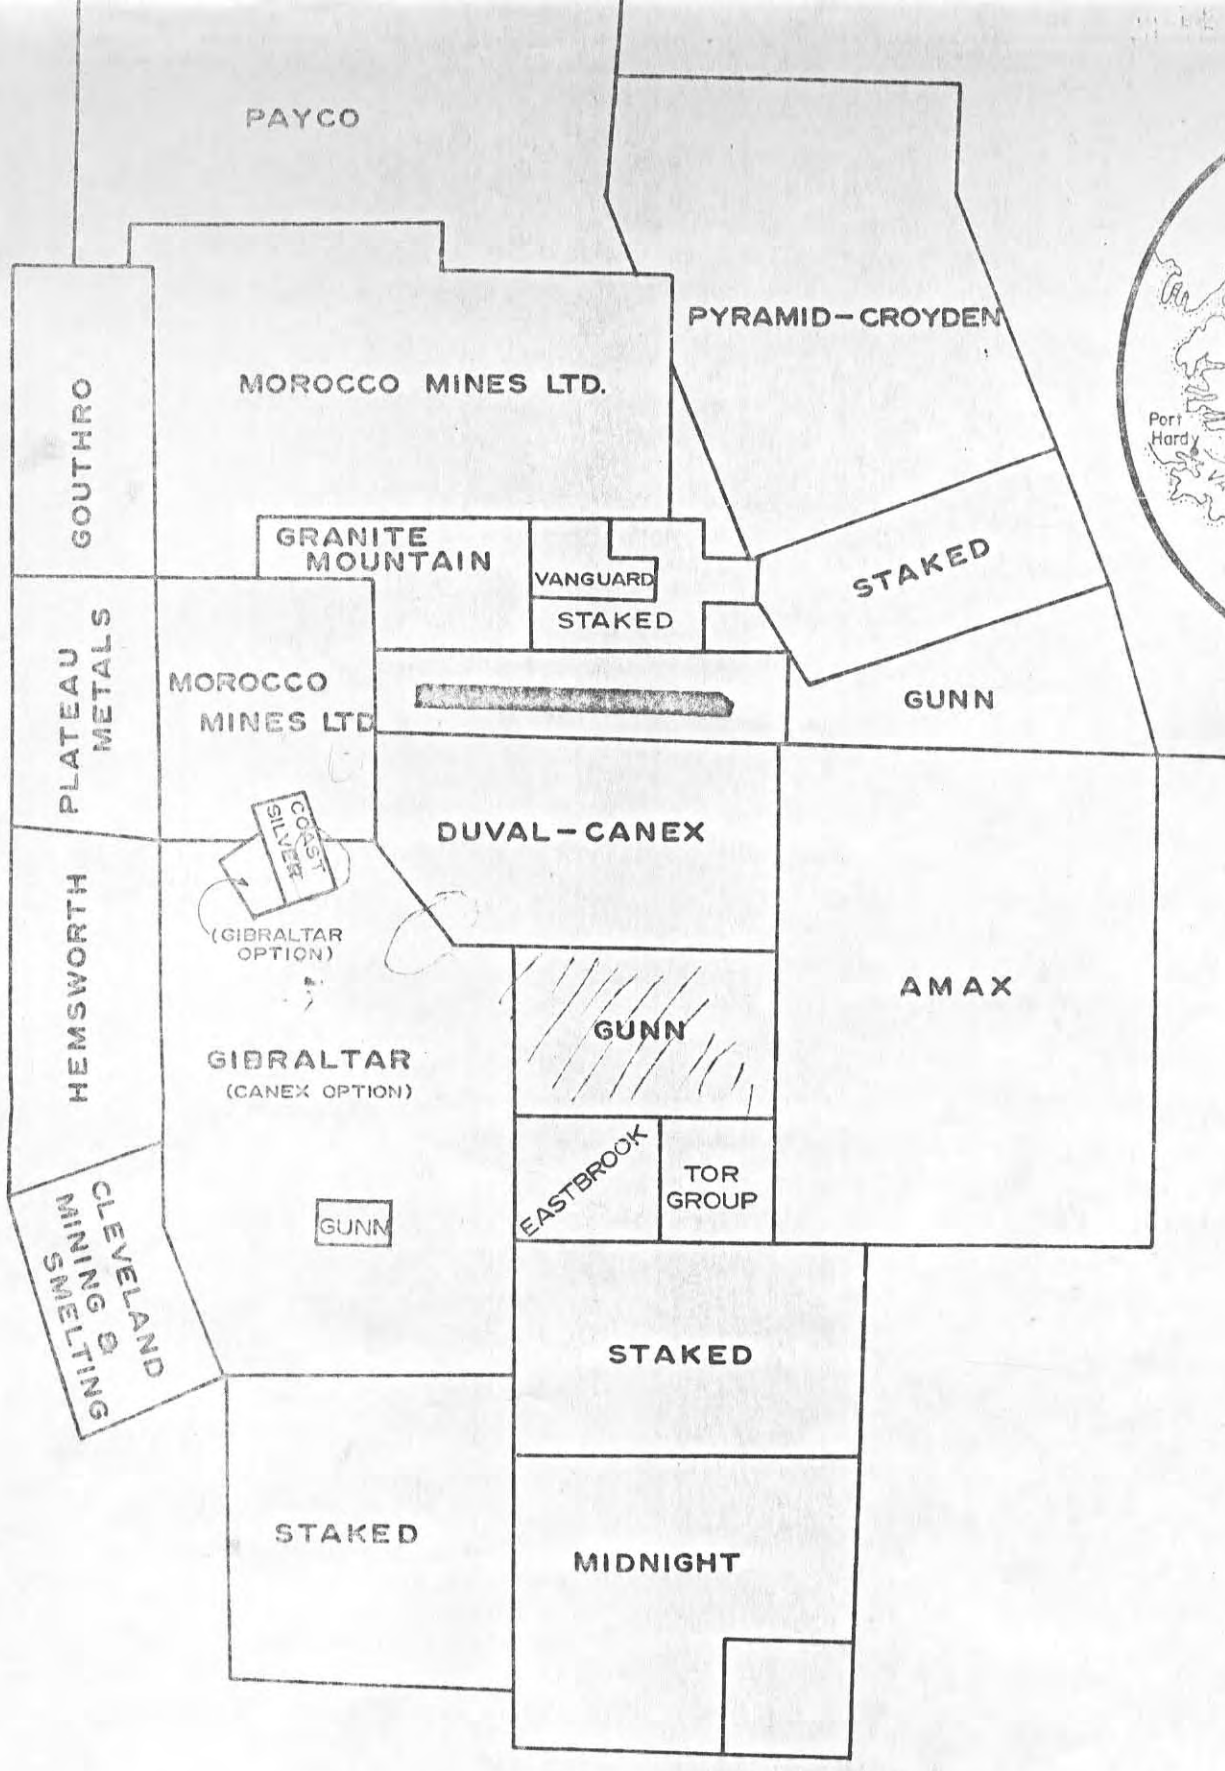 PAYCO
PYRAMID-CROYDEN
MOROCCO MINES LTD.
GOUTHRO
Port
Hardy
GRANITE
MOUNTAIN
VANGUARD
STAKED
STAKED
PLATEAU
METALS
MOROCCO
MINES LTD
GUNN
COAST
SILVER
DUVAL-CANEX
HEMSWORTH
(GIBRALTAR
OPTION)
AMAX
GUNN
GIBRALTAR
(CANEX OPTION)
EASTBROOK
TOR
GROUP
GUNN
CLEVELAND
MINING &
SMELTING
STAKED
STAKED
MIDNIGHT